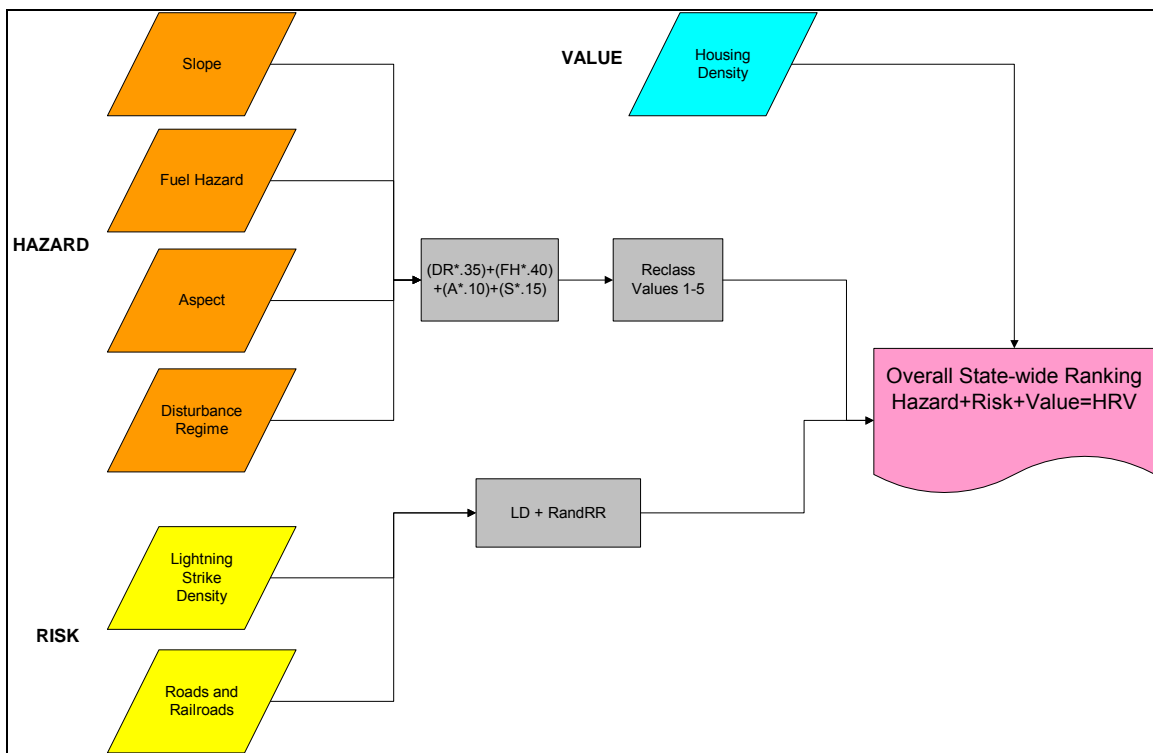 Slope
VALUE
Housing
Density
Fuel Hazard
HAZARD
(DR*.35)+(FH*.40)
+(A*.10)+(S*.15)
Reclass
Values 1-5
Aspect
Overall State-wide Ranking
Hazard+Risk+Value=HRV
Disturbance
Regime
LD + RandRR
Lightning
Strike
Density
RISK
Roads and
Railroads